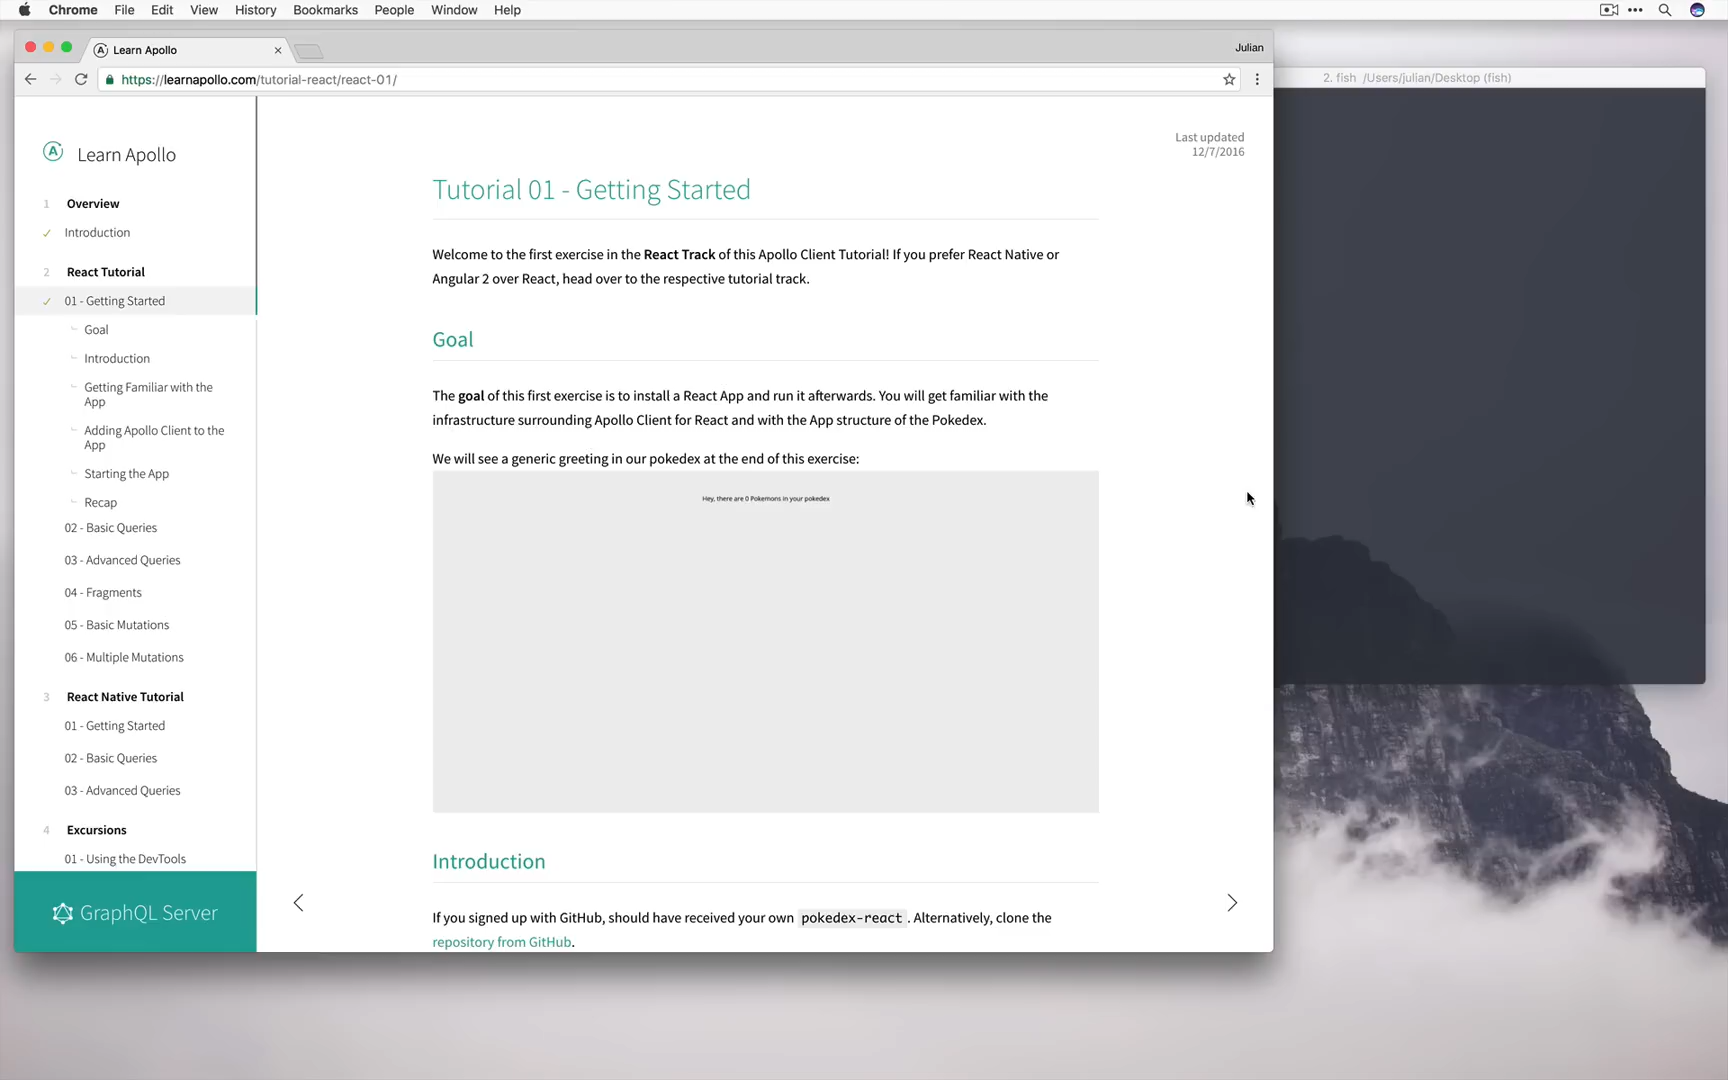 Chrome File Edit View History Bookmarks People Window Help
Learn Apollo
Julian
https://learnapollo.com/tutorial-react/react-01/
2. fish /Users/julian/Desktop (fish)
Learn Apollo
1 Overview
Introduction
2 React Tutorial
01 - Getting Started
Goal
Introduction
Getting Familiar with the
App
Adding Apollo Client to the
App
Starting the App
Recap
02 - Basic Queries
03 - Advanced Queries
04 - Fragments
05 - Basic Mutations
06 - Multiple Mutations
3 React Native Tutorial
01 - Getting Started
02 - Basic Queries
03 - Advanced Queries
4 Excursions
01 - Using the DevTools
GraphQL Server
Last updated
12/7/2016
Tutorial 01 - Getting Started
Welcome to the first exercise in the React Track of this Apollo Client Tutorial! If you prefer React Native or
Angular 2 over React, head over to the respective tutorial track.
Goal
The goal of this first exercise is to install a React App and run it afterwards. You will get familiar with the
infrastructure surrounding Apollo Client for React and with the App structure of the Pokedex.
We will see a generic greeting in our pokedex at the end of this exercise:
Hey, there are 0 Pokemons in your pokedex
Introduction
If you signed up with GitHub, should have received your own pokedex-react. Alternatively, clone the
repository from GitHub.